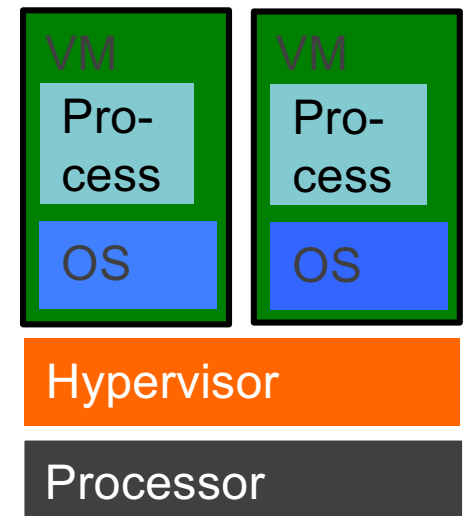 VM
Pro-
cess
OS
VM
Pro-
cess
OS
Hypervisor
Processor